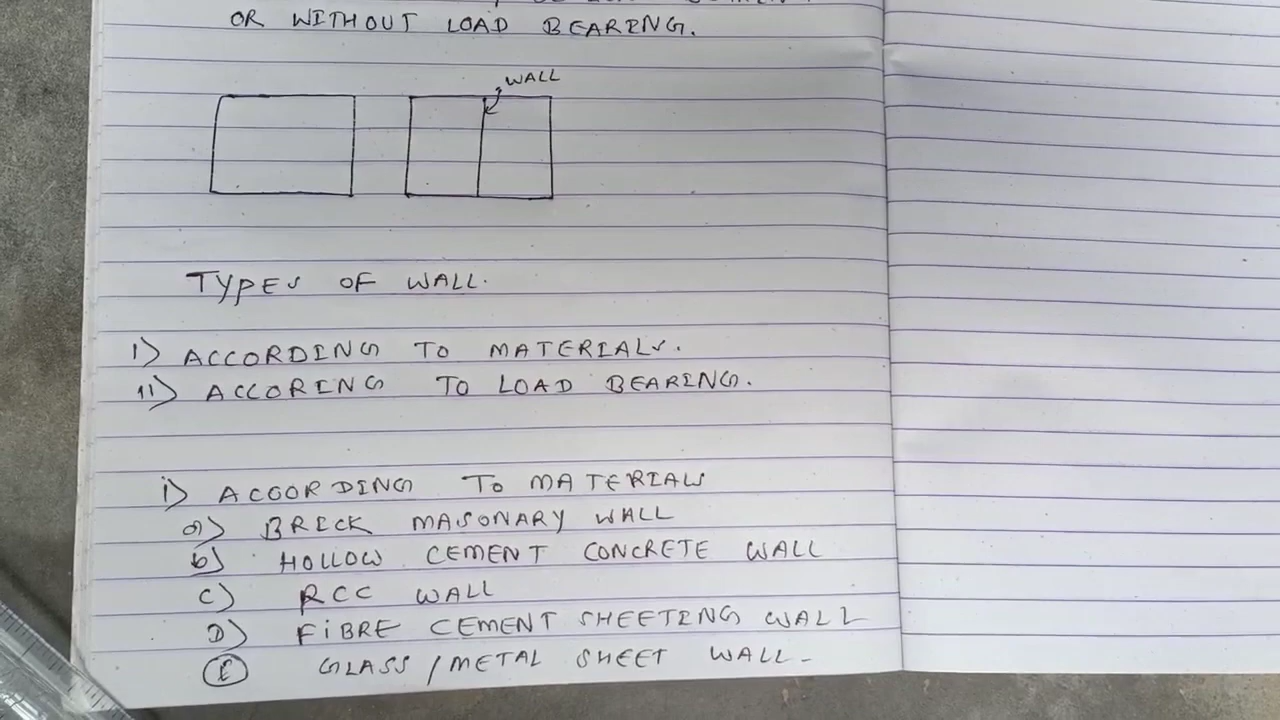 OR WITHOUT LOAD BEARING.
WALL
TYPES OF WALL.
I) ACCORDING TO MATERIALS.
II) ACCORING TO LOAD BEARING.
i) ACCORDING TO MATERIALS
a) BRICK MASONARY WALL
b) HOLLOW CEMENT CONCRETE WALL
C) RCC WALL
D) FIBRE CEMENT SHEETING WALL
E GLASS / METAL SHEET WALL.